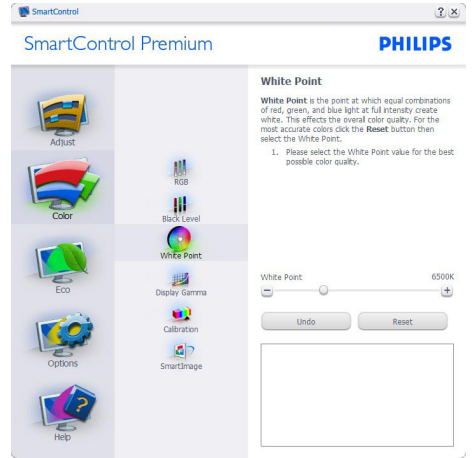 SmartControl
SmartControl Premium
PHILIPS
Adjust
Color
Eco
Options
Help
RGB
Black Level
White Point
Display Gamma
Calibration
SmartImage
White Point
White Point is the point at which equal combinations
of red, green, and blue light at full intensity create
white. This effects the overall color quality. For the
most accurate colors click the Reset button then
select the White Point.
1. Please select the White Point value for the best
possible color quality.
White Point 6500K
Undo Reset